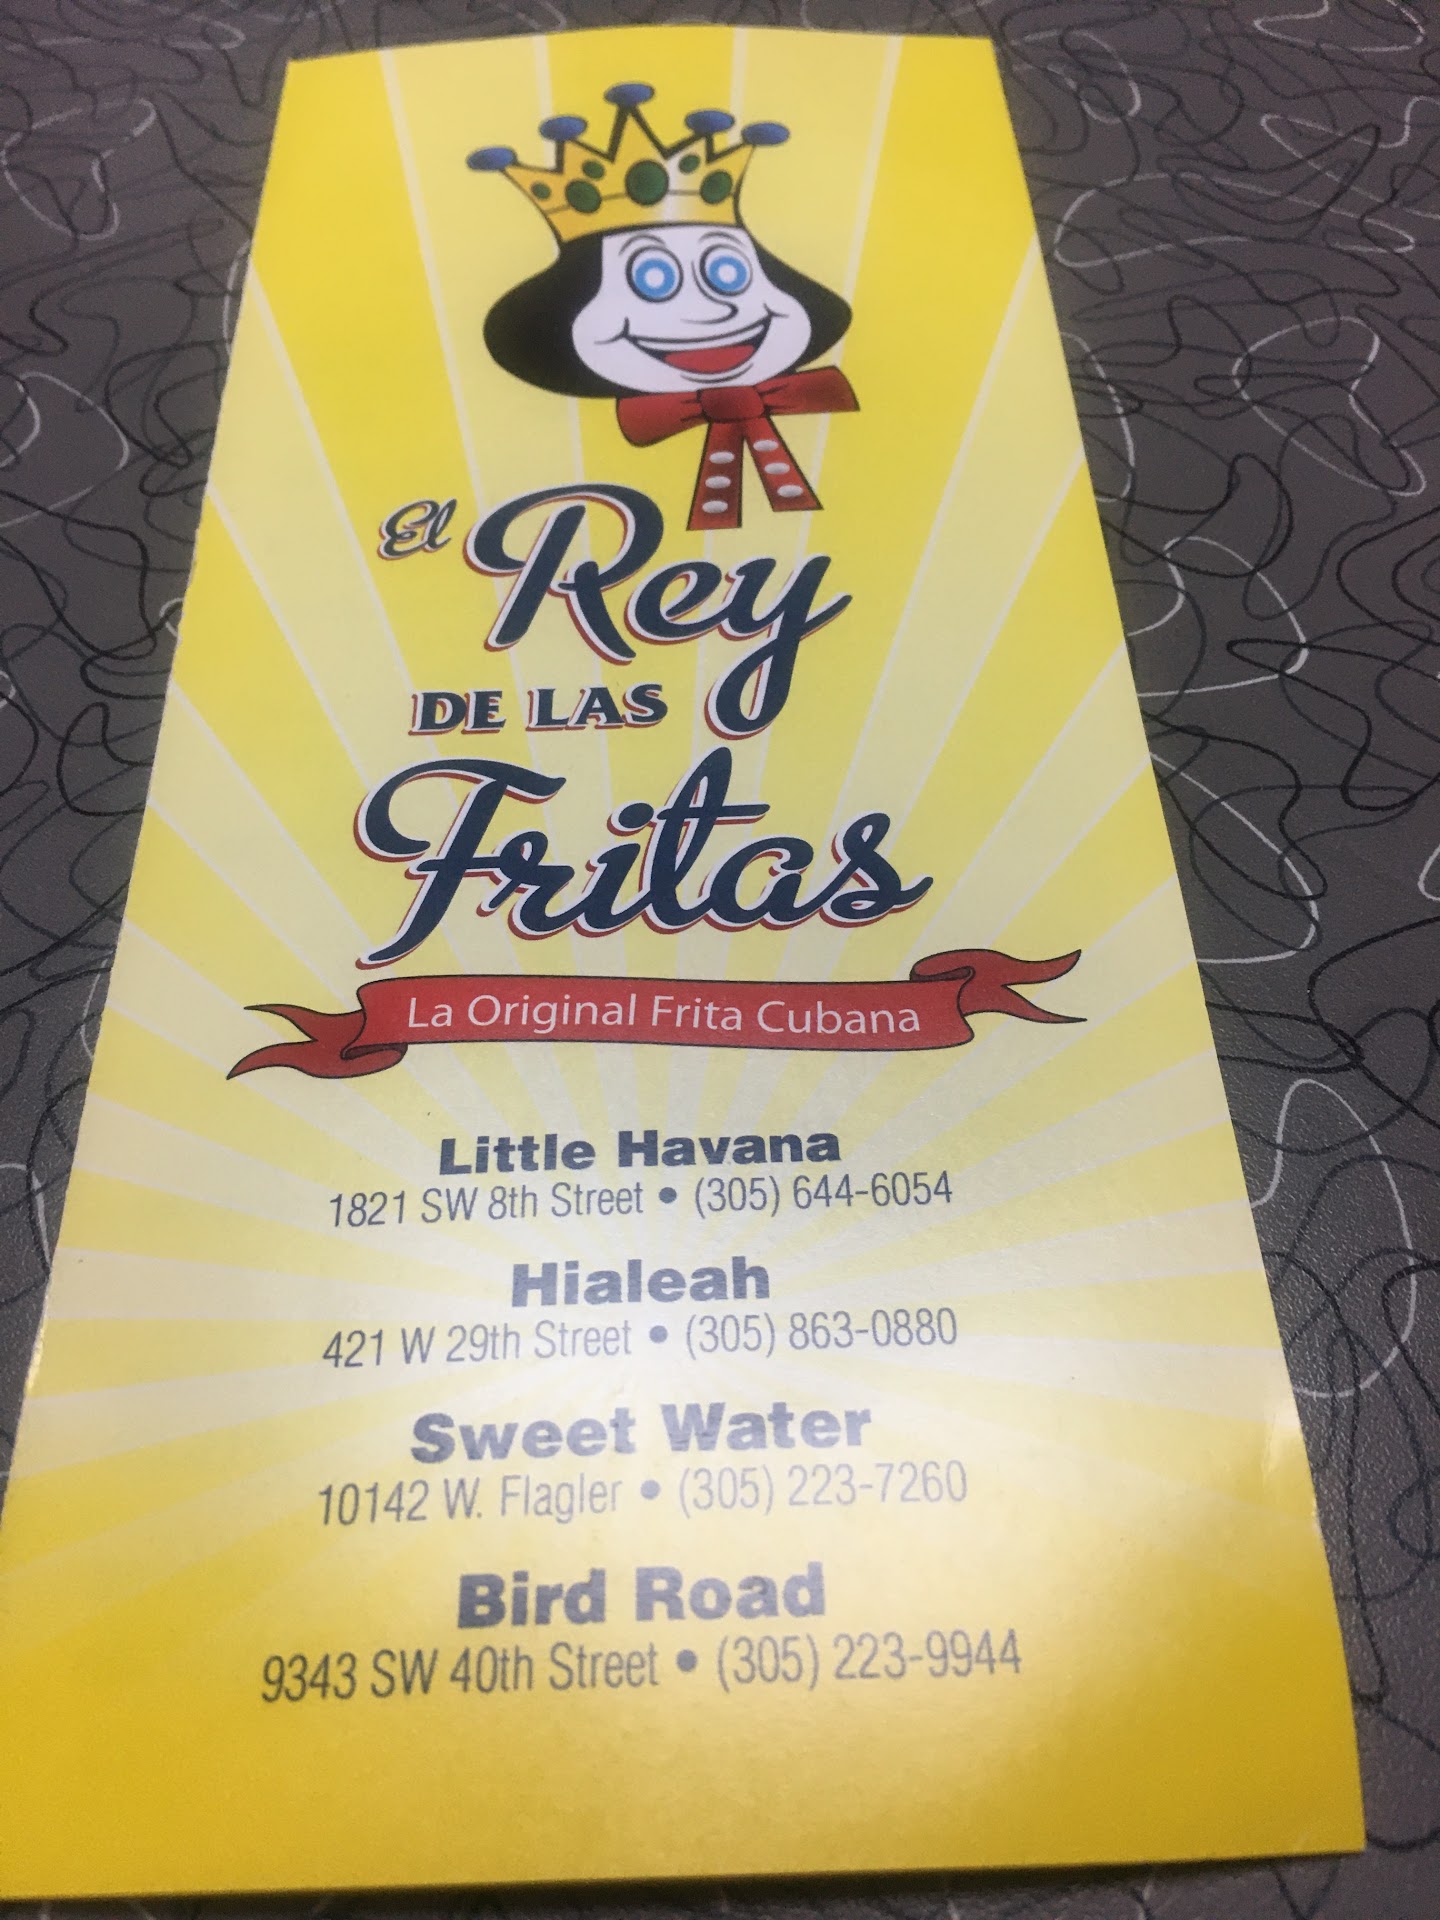 El Rey
DE LAS
Fritas
La Original Frita Cubana
Little Havana
1821 SW 8th Street • (305) 644-6054
Hialeah
421 W 29th Street • (305) 863-0880
Sweet Water
10142 W. Flagler • (305) 223-7260
Bird Road
9343 SW 40th Street • (305) 223-9944